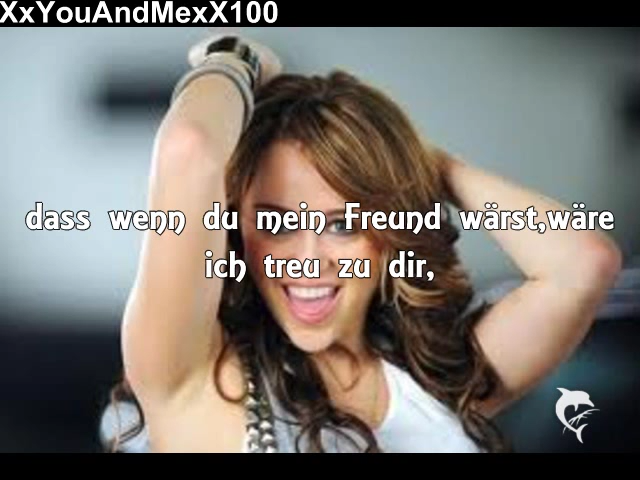 XxYouAndMexX100
dass wenn du mein Freund wärst,wäre
ich treu zu dir,